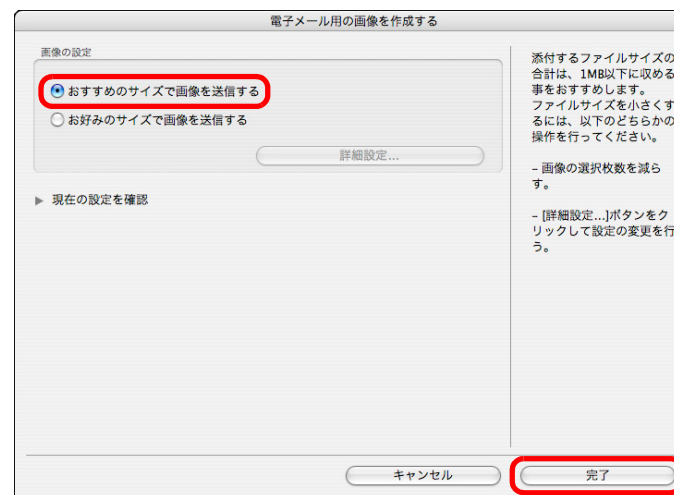 電子メール用の画像を作成する
画像の設定
おすすめのサイズで画像を送信する
お好みのサイズで画像を送信する
詳細設定...
現在の設定を確認
添付するファイルサイズの
合計は、1MB以下に収める
事をおすすめします。
ファイルサイズを小さくす
るには、以下のどちらかの
操作を行ってください。
– 画像の選択枚数を減ら
す。
– [詳細設定...]ボタンをク
リックして設定の変更を行
う。
キャンセル
完了